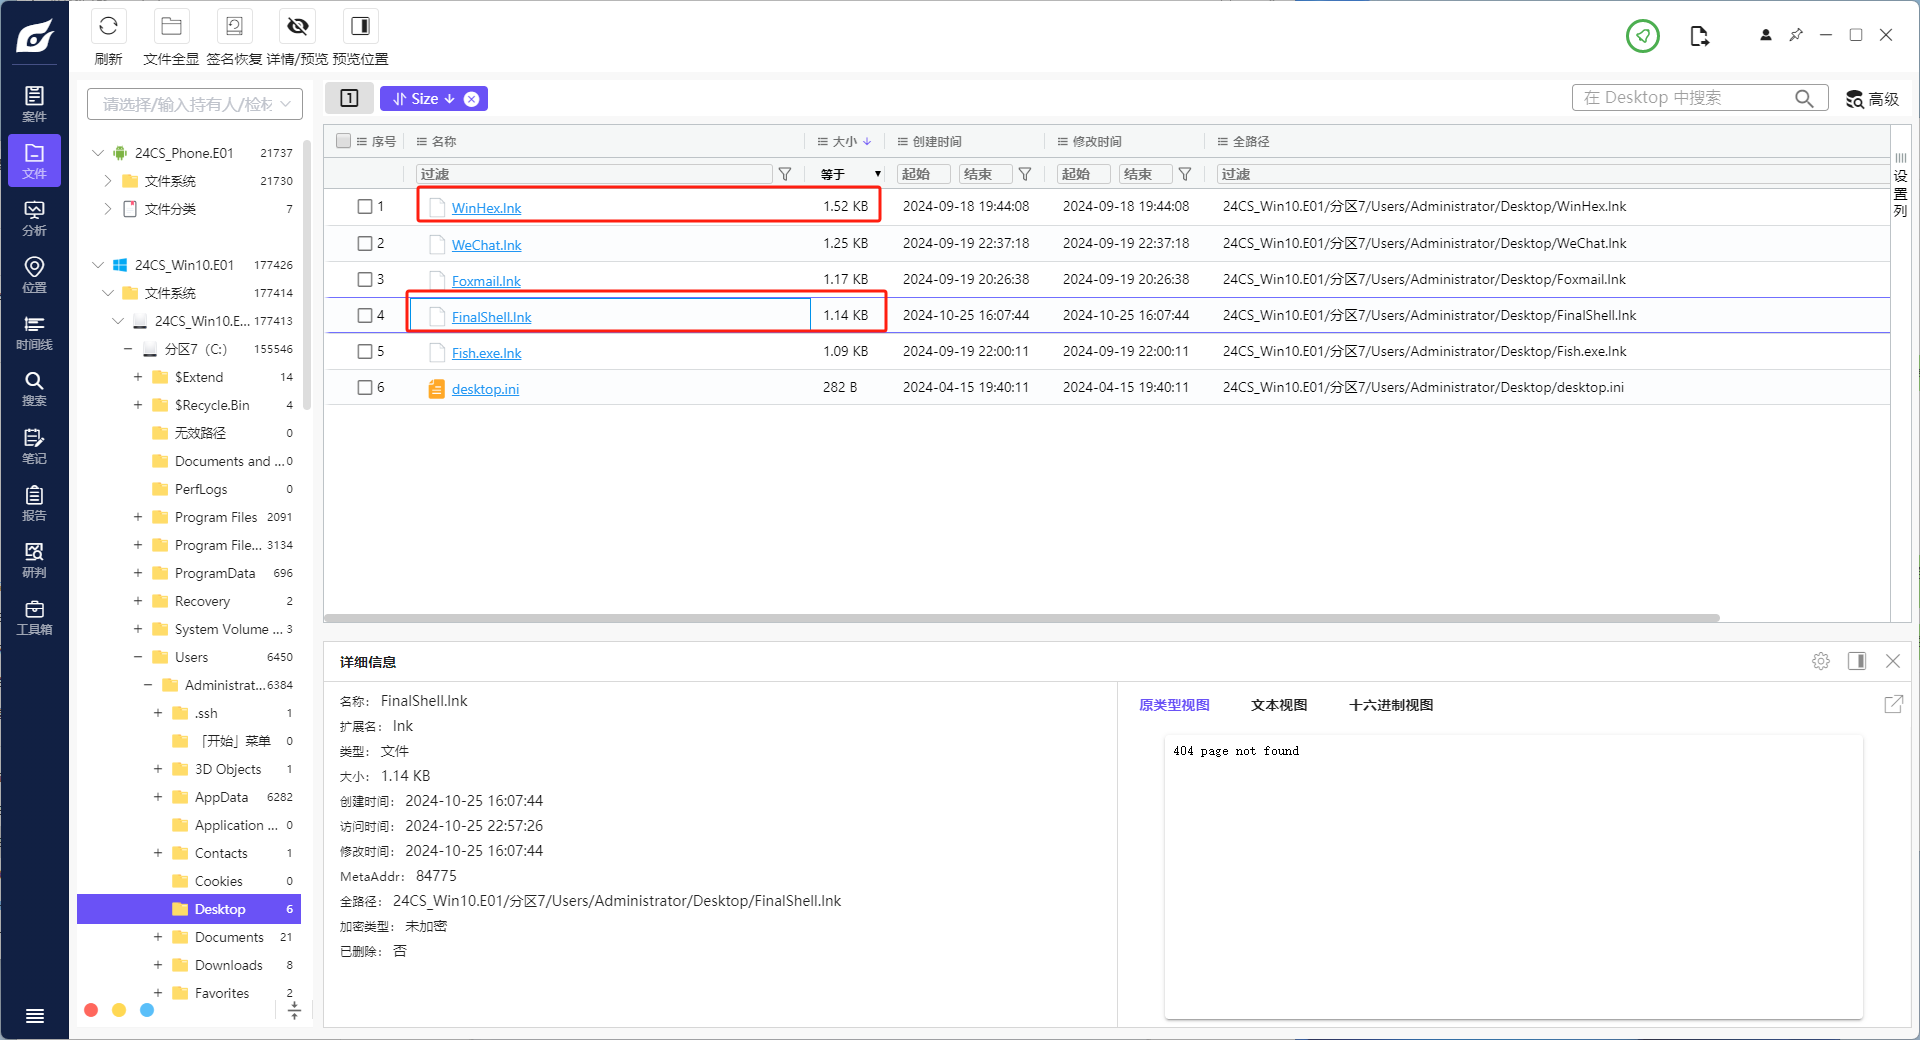 刷新
文件全显
签名恢复
详情/预览
预览位置
案件
文件
分析
位置
时间线
搜索
笔记
报告
研判
工具箱
请选择/输入持有人/检材
24CS_Phone.E01 21737
文件系统 21730
文件分类 7
24CS_Win10.E01 177426
文件系统 177414
24CS_Win10.E... 177413
分区7（C:） 155546
$Extend 14
$Recycle.Bin 4
无效路径 0
Documents and ... 0
PerfLogs 0
Program Files 2091
Program File... 3134
ProgramData 696
Recovery 2
System Volume ... 3
Users 6450
Administrat... 6384
.ssh 1
「开始」菜单 0
3D Objects 1
AppData 6282
Application ... 0
Contacts 1
Cookies 0
Desktop 6
Documents 21
Downloads 8
Favorites 2
1
Size
在 Desktop 中搜索
高级
序号 名称 大小 创建时间 修改时间 全路径
过滤 等于 起始 结束 起始 结束 过滤
1 WinHex.lnk 1.52 KB 2024-09-18 19:44:08 2024-09-18 19:44:08 24CS_Win10.E01/分区7/Users/Administrator/Desktop/WinHex.lnk
2 WeChat.lnk 1.25 KB 2024-09-19 22:37:18 2024-09-19 22:37:18 24CS_Win10.E01/分区7/Users/Administrator/Desktop/WeChat.lnk
3 Foxmail.lnk 1.17 KB 2024-09-19 20:26:38 2024-09-19 20:26:38 24CS_Win10.E01/分区7/Users/Administrator/Desktop/Foxmail.lnk
4 FinalShell.lnk 1.14 KB 2024-10-25 16:07:44 2024-10-25 16:07:44 24CS_Win10.E01/分区7/Users/Administrator/Desktop/FinalShell.lnk
5 Fish.exe.lnk 1.09 KB 2024-09-19 22:00:11 2024-09-19 22:00:11 24CS_Win10.E01/分区7/Users/Administrator/Desktop/Fish.exe.lnk
6 desktop.ini 282 B 2024-04-15 19:40:11 2024-04-15 19:40:11 24CS_Win10.E01/分区7/Users/Administrator/Desktop/desktop.ini
设置列
详细信息
名称： FinalShell.lnk
扩展名： lnk
类型： 文件
大小： 1.14 KB
创建时间： 2024-10-25 16:07:44
访问时间： 2024-10-25 22:57:26
修改时间： 2024-10-25 16:07:44
MetaAddr： 84775
全路径： 24CS_Win10.E01/分区7/Users/Administrator/Desktop/FinalShell.lnk
加密类型： 未加密
已删除： 否
原类型视图 文本视图 十六进制视图
404 page not found